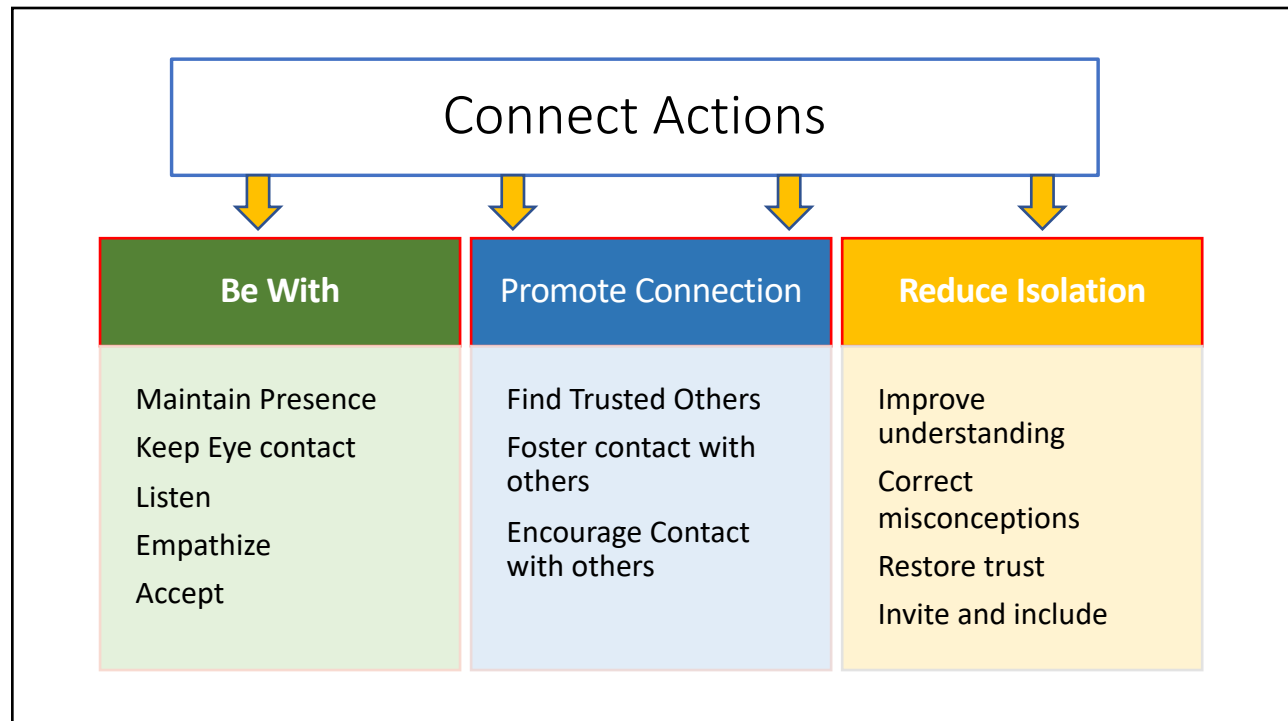 Connect Actions
Be With
Maintain Presence
Keep Eye contact
Listen
Empathize
Accept
Promote Connection
Find Trusted Others
Foster contact with
others
Encourage Contact
with others
Reduce Isolation
Improve
understanding
Correct
misconceptions
Restore trust
Invite and include